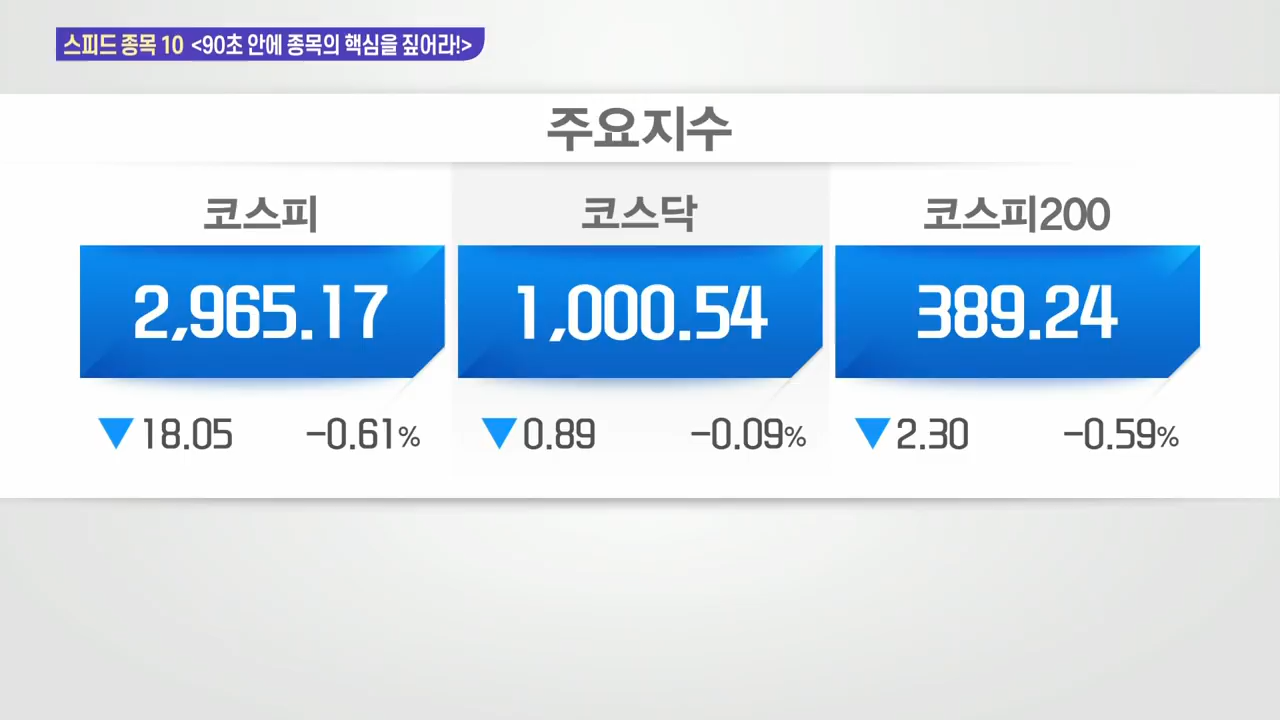 스피드 종목 10 <90초 안에 종목의 핵심을 짚어라!>
주요지수
코스피 코스닥 코스피200
2,965.17 1,000.54 389.24
▼18.05 -0.61% ▼0.89 -0.09% ▼2.30 -0.59%